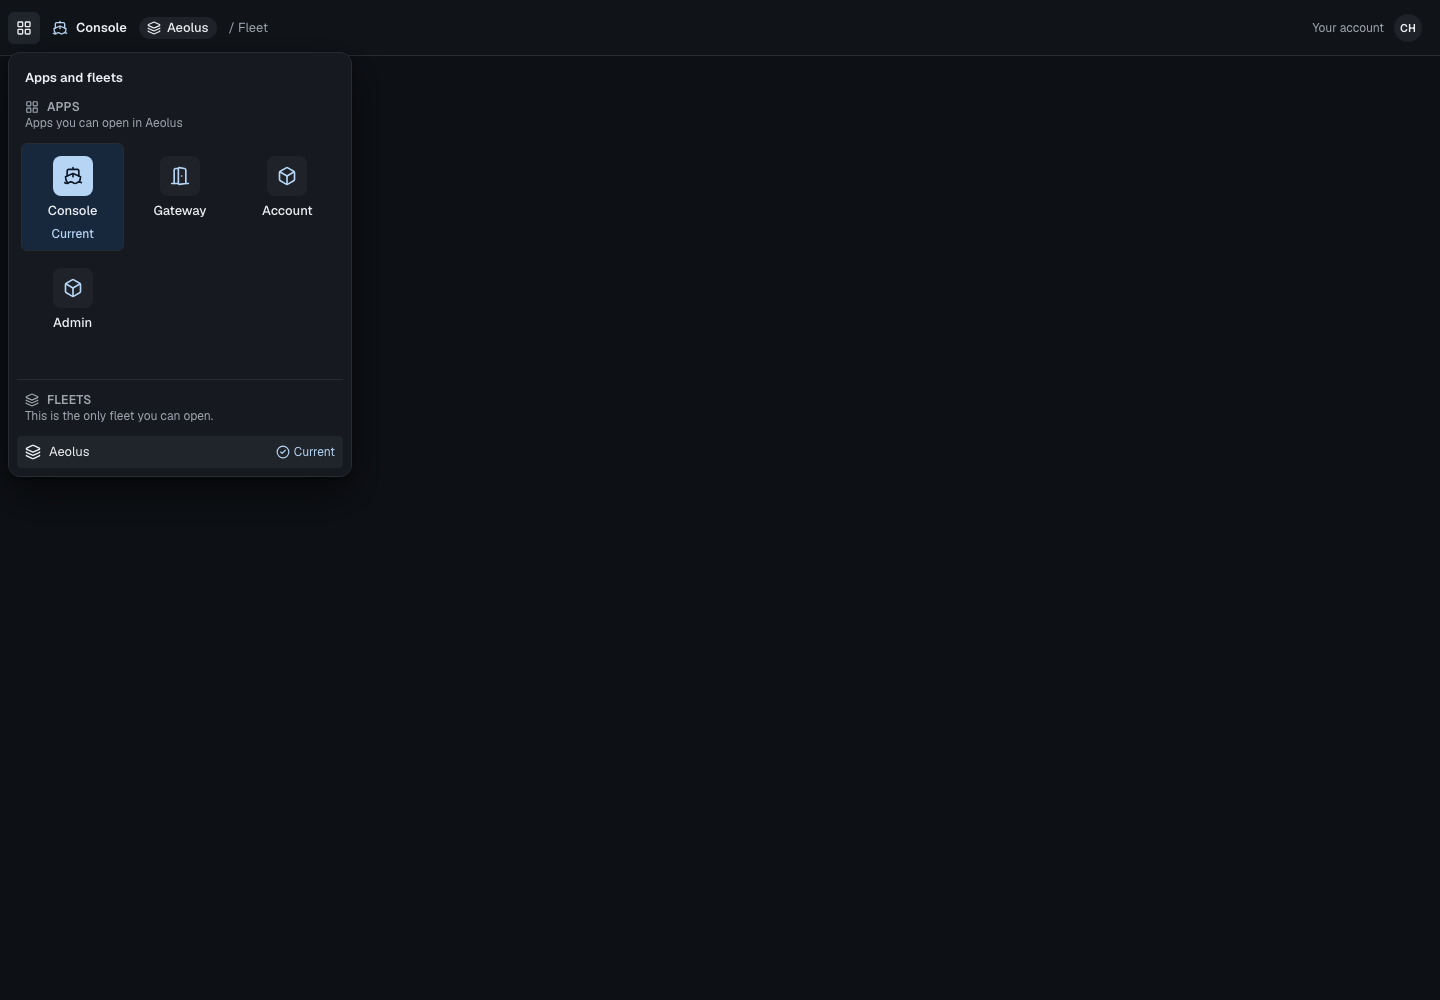 Console
Aeolus
/ Fleet
Your account
CH
Apps and fleets
APPS
Apps you can open in Aeolus
Console
Current
Gateway
Account
Admin
FLEETS
This is the only fleet you can open.
Aeolus
Current